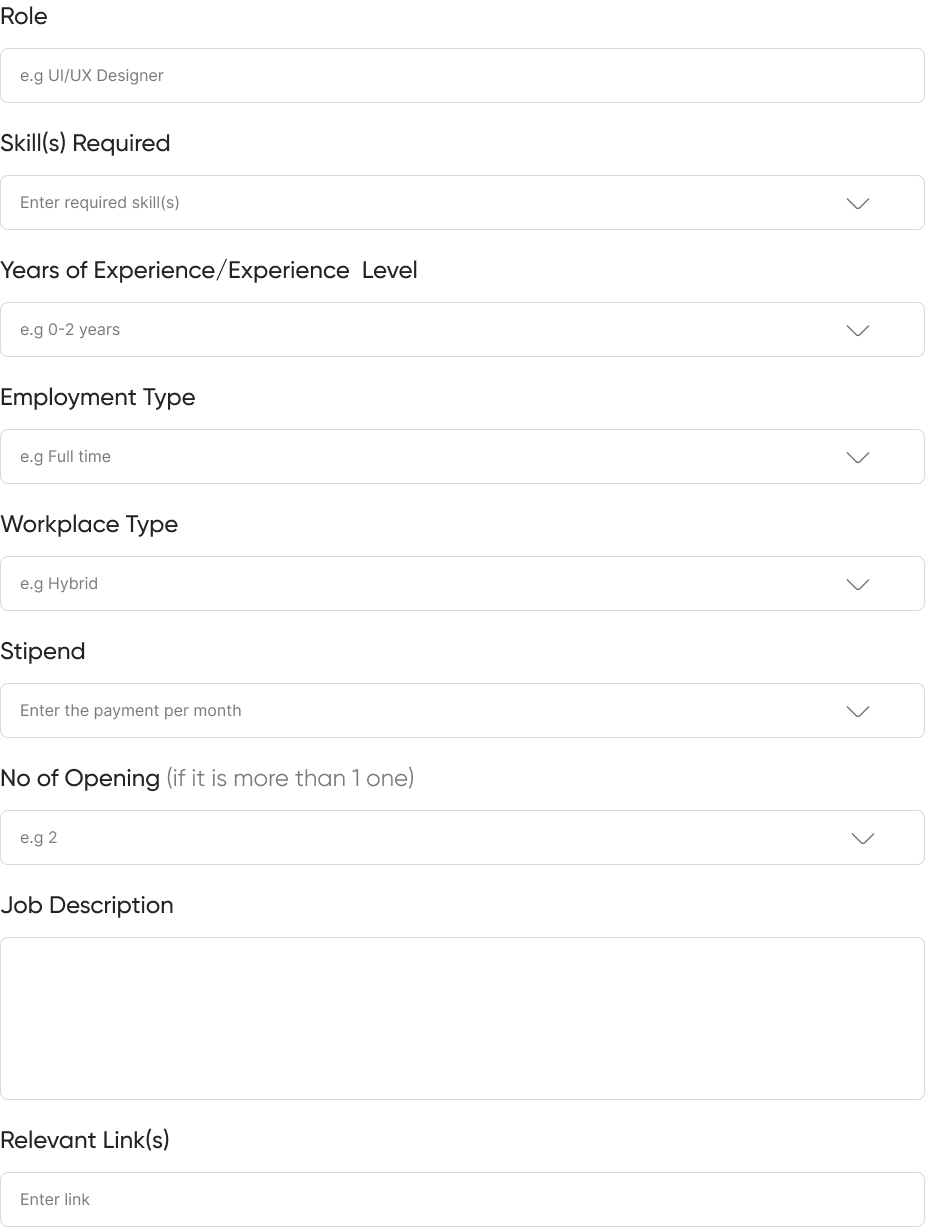 Role
e.g UI/UX Designer
Skill(s) Required
Enter required skill(s)
Years of Experience/Experience  Level
e.g 0-2 years
Employment Type
e.g Full time
Workplace Type
e.g Hybrid
Stipend
Enter the payment per month
No of Opening (if it is more than 1 one)
e.g 2
Job Description
Relevant Link(s)
Enter link